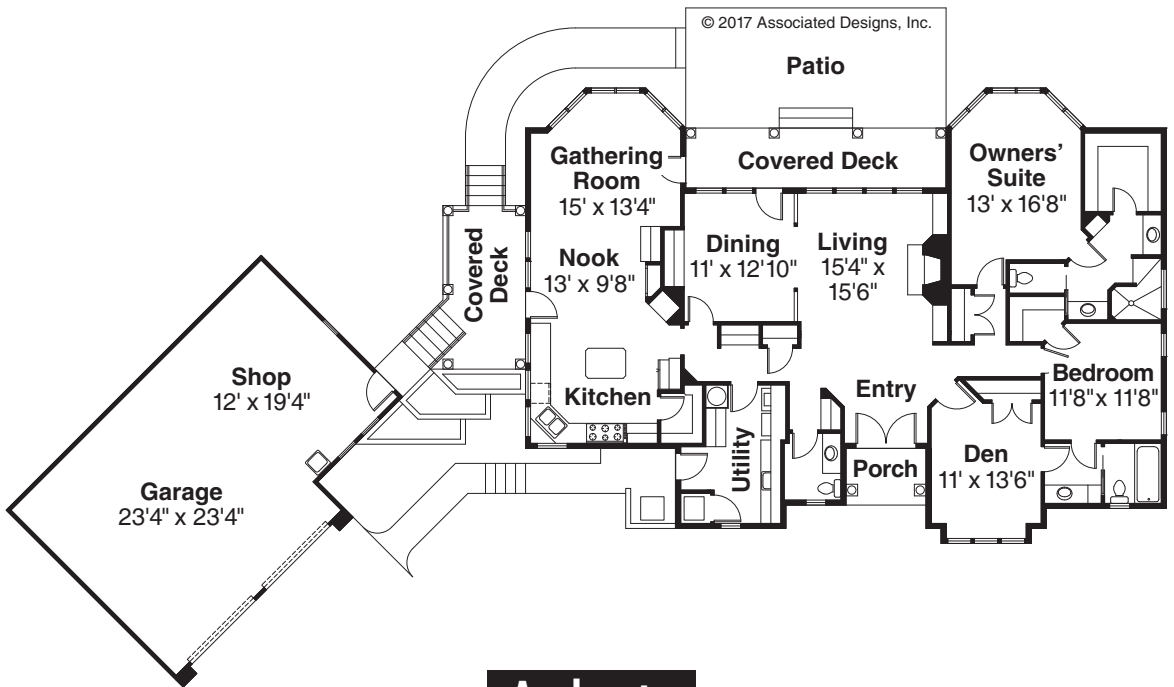 © 2017 Associated Designs, Inc.
Patio
Gathering
Room
15' x 13'4"
Covered Deck
Owners'
Suite
13' x 16'8"
Covered
Deck
Nook
13' x 9'8"
Dining
11' x 12'10"
Living
15'4" x
15'6"
Shop
12' x 19'4"
Kitchen
Entry
Bedroom
11'8"x 11'8"
Utility
Porch
Den
11' x 13'6"
Garage
23'4" x 23'4"